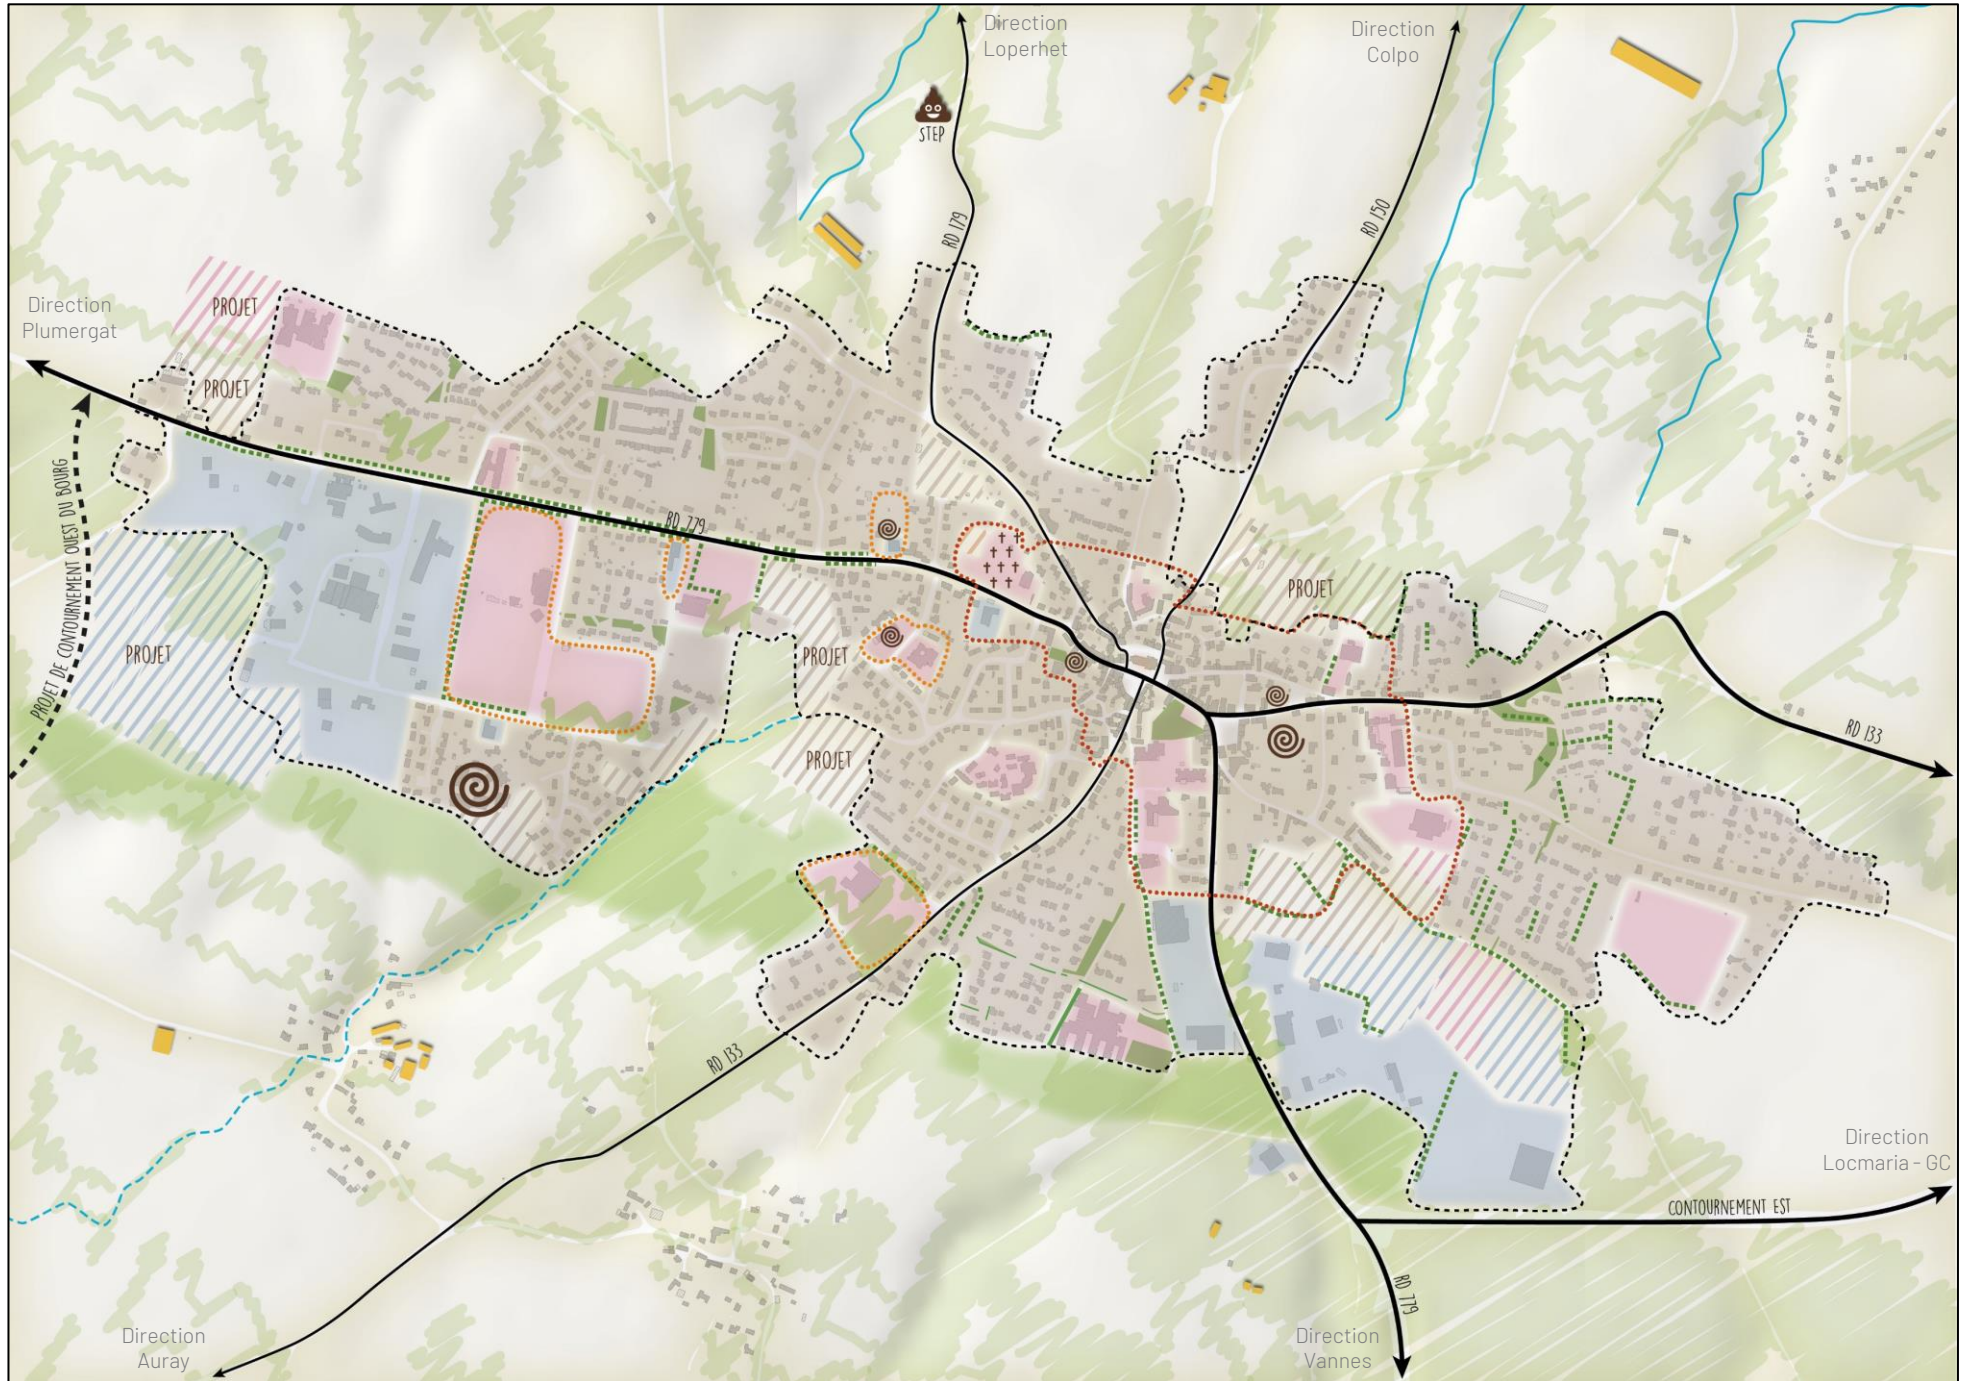 Direction
Loperhet
Direction
Colpo
STEP
RD 179
RD 150
Direction
Plumergat
PROJET
PROJET
PROJET DE CONTOURNEMENT OUEST DU BOURG
RD 779
PROJET
PROJET
PROJET
PROJET
RD 133
RD 133
Direction
Locmaria - GC
CONTOURNEMENT EST
RD 779
Direction
Auray
Direction
Vannes